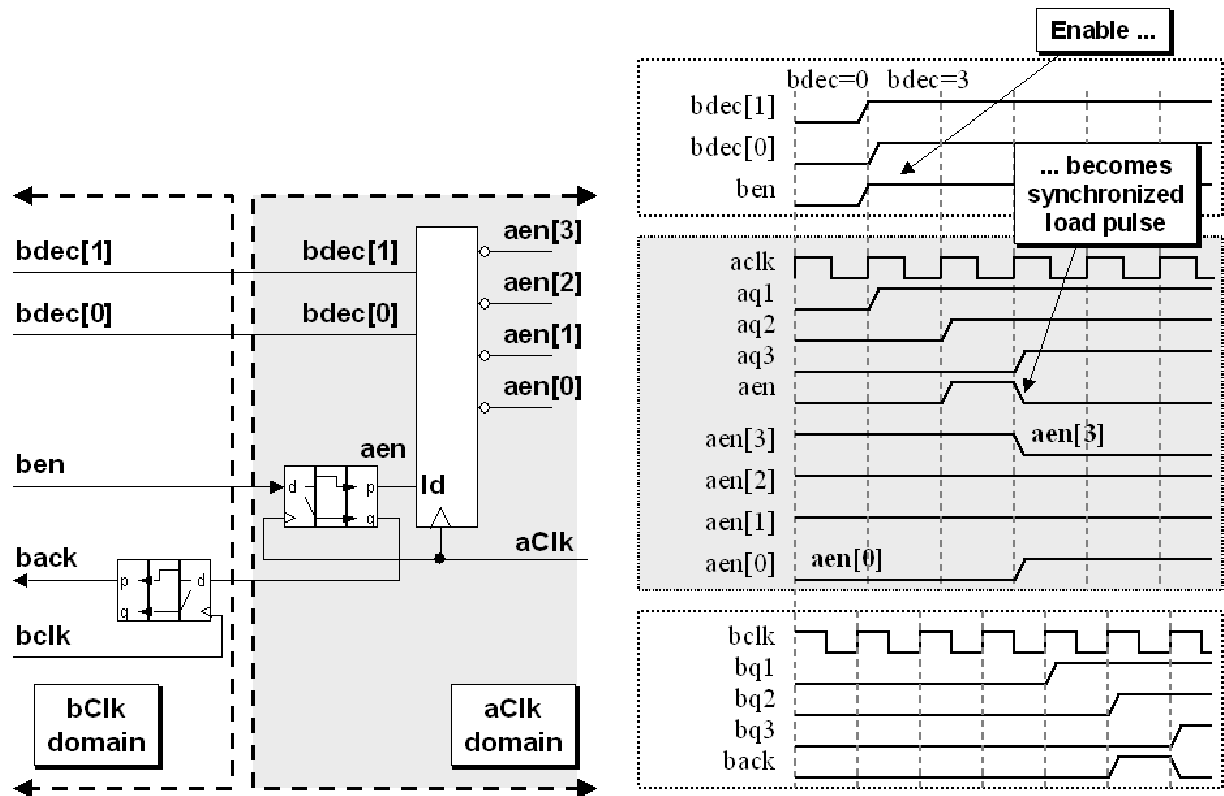 bdec[1]
bdec[0]
bdec[1]
bdec[0]
aen[3]
aen[2]
aen[1]
aen[0]
ben
aen
d
p
q
ld
aClk
back
p
d
q
bclk
bClk
domain
aClk
domain
Enable ...
bdec=0
bdec=3
bdec[1]
bdec[0]
ben
... becomes
synchronized
load pulse
aclk
aq1
aq2
aq3
aen
aen[3]
aen[3]
aen[2]
aen[1]
aen[0]
aen[0]
bclk
bq1
bq2
bq3
back